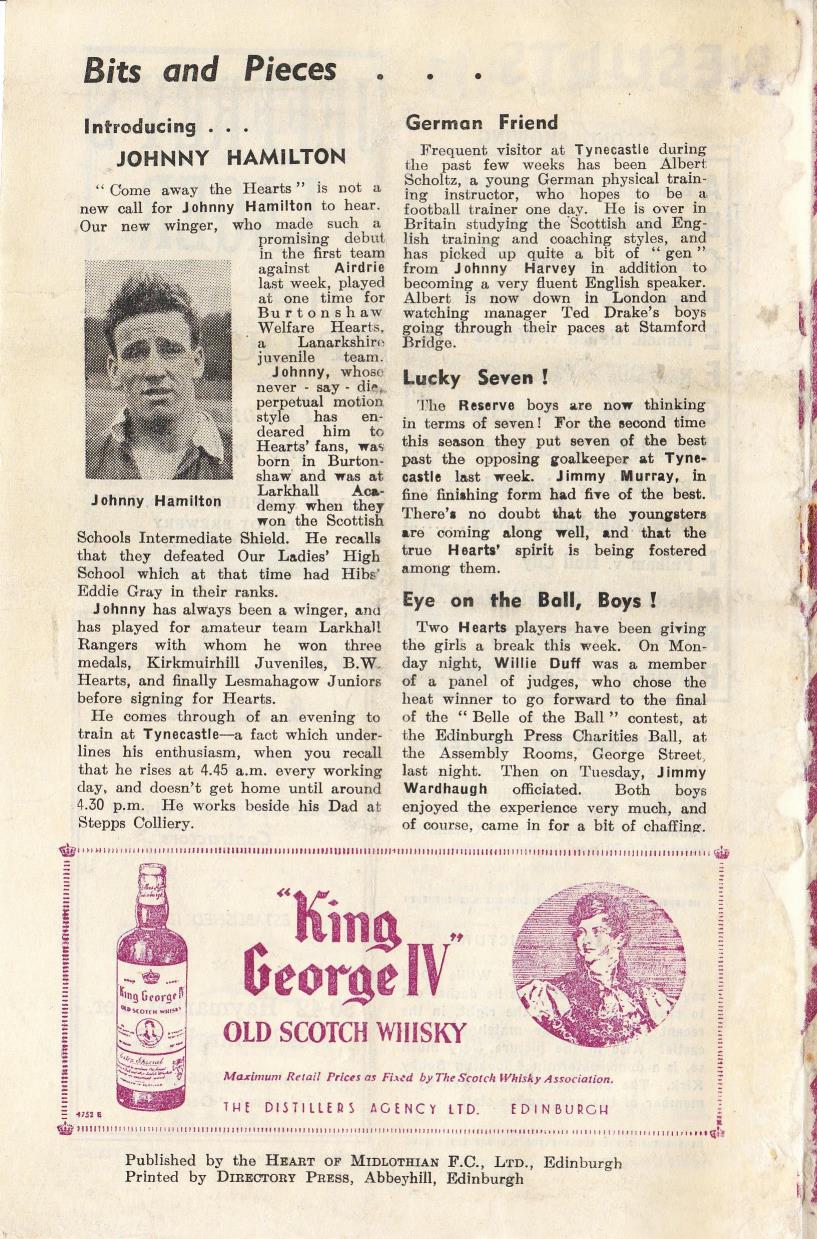 Bits and Pieces . . .
Introducing . . .
JOHNNY HAMILTON
“ Come away the Hearts ” is not a
new call for Johnny Hamilton to hear.
Our new winger, who made such a
promising debut
in the first team
against Airdrie
last week, played
at one time for
Burtonshaw
Welfare Hearts,
a Lanarkshire
juvenile team.
Johnny, whose
never - say - die,
perpetual motion
style has en-
deared him to
Hearts’ fans, was
born in Burton-
shaw and was at
Larkhall Aca-
demy when they
won the Scottish
Johnny Hamilton
Schools Intermediate Shield. He recalls
that they defeated Our Ladies’ High
School which at that time had Hibs’
Eddie Gray in their ranks.
Johnny has always been a winger, and
has played for amateur team Larkhall
Rangers with whom he won three
medals, Kirkmuirhill Juveniles, B.W.
Hearts, and finally Lesmahagow Juniors
before signing for Hearts.
He comes through of an evening to
train at Tynecastle—a fact which under-
lines his enthusiasm, when you recall
that he rises at 4.45 a.m. every working
day, and doesn’t get home until around
4.30 p.m. He works beside his Dad at
Stepps Colliery.
German Friend
Frequent visitor at Tynecastle during
the past few weeks has been Albert
Scholtz, a young German physical train-
ing instructor, who hopes to be a
football trainer one day. He is over in
Britain studying the Scottish and Eng-
lish training and coaching styles, and
has picked up quite a bit of “ gen ”
from Johnny Harvey in addition to
becoming a very fluent English speaker.
Albert is now down in London and
watching manager Ted Drake’s boys
going through their paces at Stamford
Bridge.
Lucky Seven !
The Reserve boys are now thinking
in terms of seven! For the second time
this season they put seven of the best
past the opposing goalkeeper at Tyne-
castle last week. Jimmy Murray, in
fine finishing form had five of the best.
There’s no doubt that the youngsters
are coming along well, and that the
true Hearts’ spirit is being fostered
among them.
Eye on the Ball, Boys !
Two Hearts players have been giving
the girls a break this week. On Mon-
day night, Willie Duff was a member
of a panel of judges, who chose the
heat winner to go forward to the final
of the “ Belle of the Ball ” contest, at
the Edinburgh Press Charities Ball, at
the Assembly Rooms, George Street,
last night. Then on Tuesday, Jimmy
Wardhaugh officiated. Both boys
enjoyed the experience very much, and
of course, came in for a bit of chaffing.
King George IV
OLD SCOTCH WHISKY
Extra Special
4752 E
“King
George IV”
OLD SCOTCH WHISKY
Maximum Retail Prices as Fixed by The Scotch Whisky Association.
THE DISTILLERS AGENCY LTD. EDINBURGH
Published by the HEART OF MIDLOTHIAN F.C., LTD., Edinburgh
Printed by DIRECTORY PRESS, Abbeyhill, Edinburgh